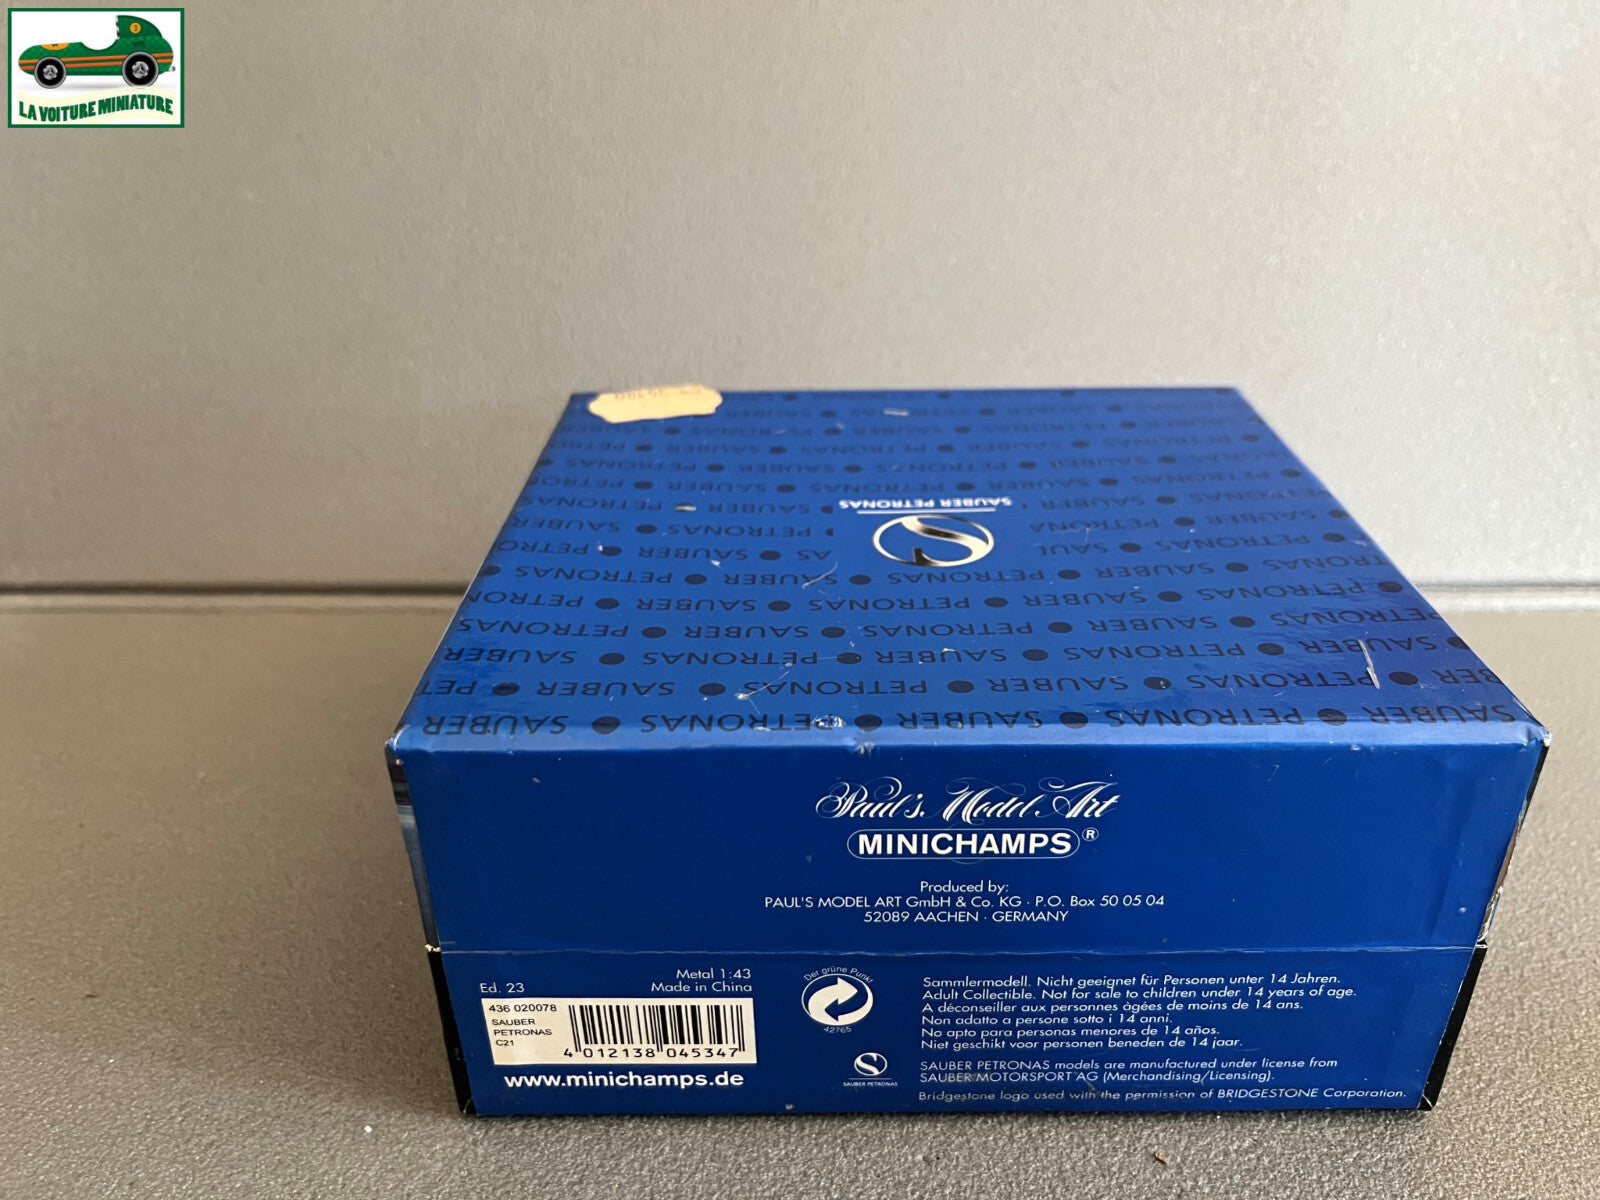 LA VOITURE MINIATURE
SAUBER PETRONAS
SAUBER ● PETRONAS ● SAUBER ● PETRONAS ● SAUBER
Paul's Model Art
MINICHAMPS®
Produced by:
PAUL'S MODEL ART GmbH & Co. KG · P.O. Box 50 05 04
52089 AACHEN · GERMANY
Ed. 23
Metal 1:43
Made in China
436 020078
SAUBER
PETRONAS
C21
4 012138 045347
www.minichamps.de
Der grüne Punkt
42765
SAUBER PETRONAS
Sammlermodell. Nicht geeignet für Personen unter 14 Jahren.
Adult Collectible. Not for sale to children under 14 years of age.
A déconseiller aux personnes âgées de moins de 14 ans.
Non adatto a persone sotto i 14 anni.
No apto para personas menores de 14 años.
Niet geschikt voor personen beneden de 14 jaar.
SAUBER PETRONAS models are manufactured under license from
SAUBER MOTORSPORT AG (Merchandising/Licensing).
Bridgestone logo used with the permission of BRIDGESTONE Corporation.